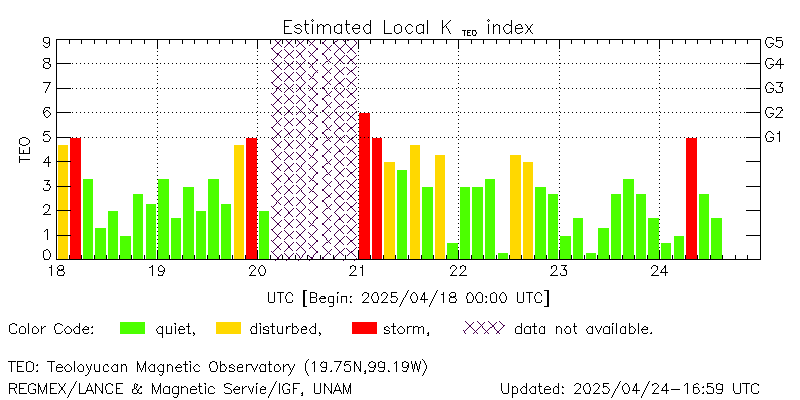 Estimated Local K TEO index
9 G5
8 G4
7 G3
6 G2
5 G1
4
3
2
1
0
TEO
18 19 20 21 22 23 24
UTC [Begin: 2025/04/18 00:00 UTC]
Color Code: quiet, disturbed, storm, data not available.
TEO: Teoloyucan Magnetic Observatory (19.75N,99.19W)
REGMEX/LANCE & Magnetic Servie/IGF, UNAM Updated: 2025/04/24-16:59 UTC